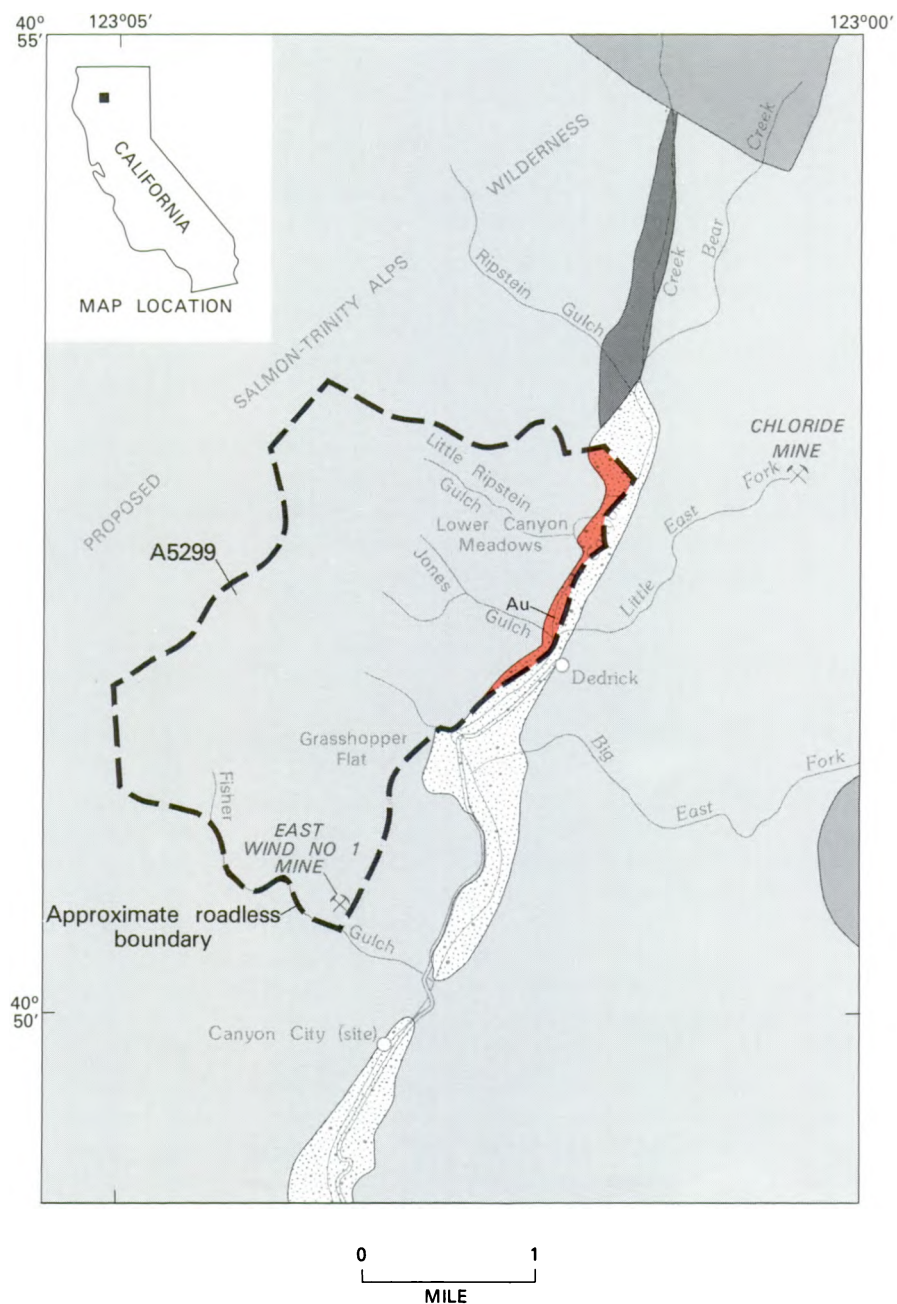 40°
55'
123°05'
123°00'
CALIFORNIA
MAP LOCATION
WILDERNESS
SALMON-TRINITY ALPS
PROPOSED
Creek
Bear
Creek
Ripstein
Gulch
CHLORIDE
MINE
Little Ripstein
Gulch
Fork
East
Little
Lower Canyon
Meadows
A5299
Jones
Gulch
Au
Dedrick
Grasshopper
Flat
Big
East
Fork
Fisher
EAST
WIND NO 1
MINE
Approximate roadless
boundary
Gulch
40°
50'
Canyon City (site)
0 1
MILE